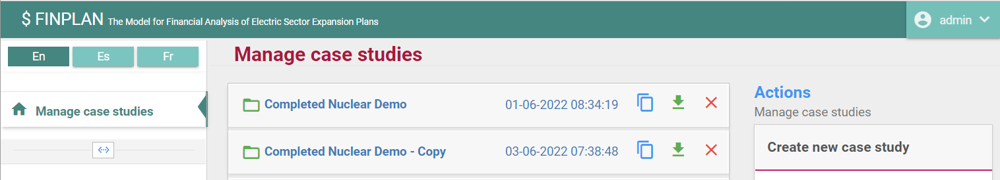 $ FINPLAN The Model for Financial Analysis of Electric Sector Expansion Plans
admin
En Es Fr
Manage case studies
Manage case studies
Completed Nuclear Demo 01-06-2022 08:34:19
Completed Nuclear Demo - Copy 03-06-2022 07:38:48
Actions
Manage case studies
Create new case study